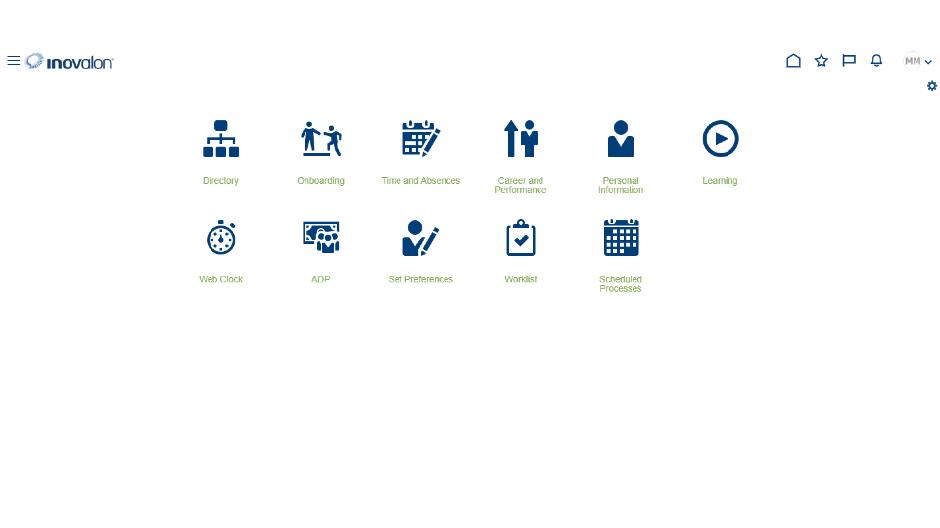 inovalon
MM
Directory
Onboarding
Time and Absences
Career and
Performance
Personal
Information
Learning
Web Clock
ADP
Set Preferences
Worklist
Scheduled
Processes